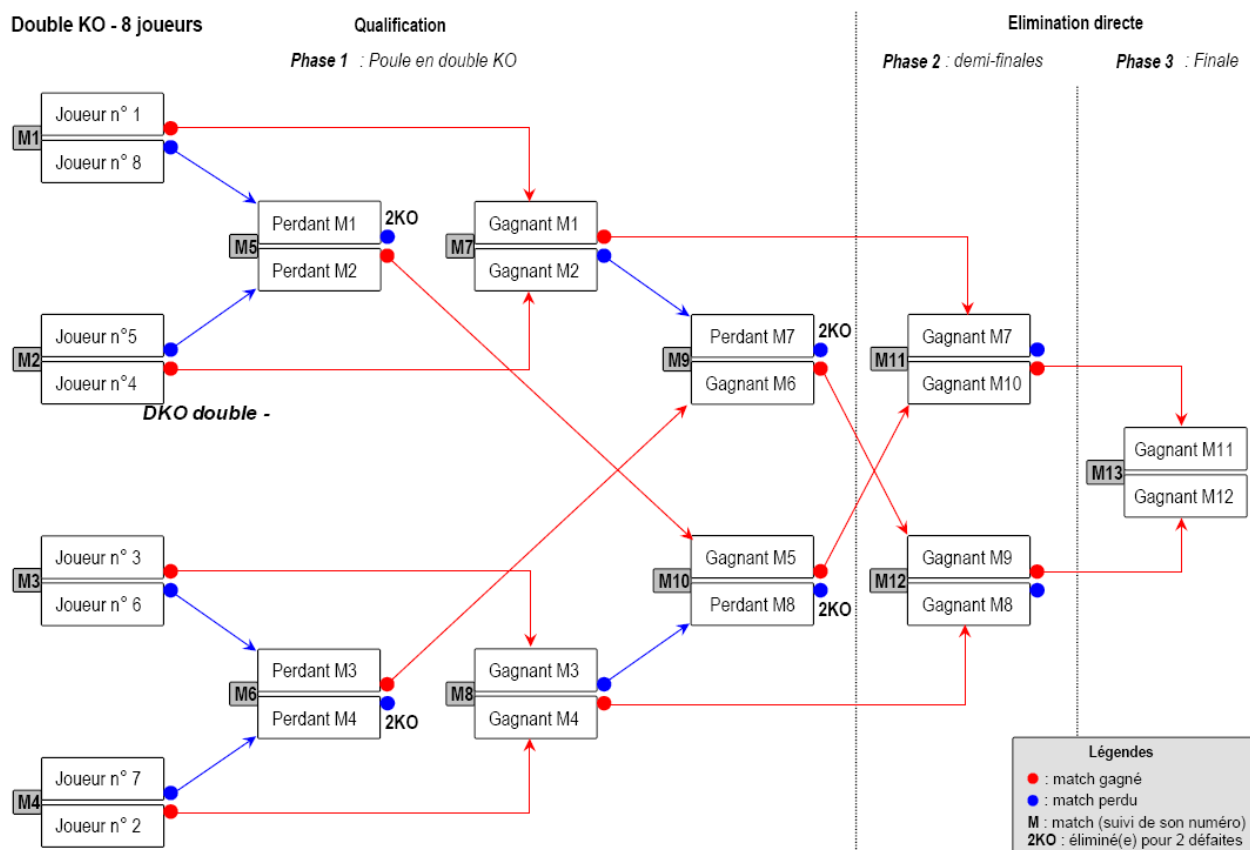 Double KO - 8 joueurs
Qualification
Elimination directe
Phase 1 : Poule en double KO
Phase 2 : demi-finales
Phase 3 : Finale
M1
Joueur n° 1
Joueur n° 8
M5
Perdant M1
Perdant M2
2KO
M7
Gagnant M1
Gagnant M2
M2
Joueur n°5
Joueur n°4
DKO double -
M9
Perdant M7
Gagnant M6
2KO
M11
Gagnant M7
Gagnant M10
M13
Gagnant M11
Gagnant M12
M3
Joueur n° 3
Joueur n° 6
M10
Gagnant M5
Perdant M8
2KO
M12
Gagnant M9
Gagnant M8
M6
Perdant M3
Perdant M4
2KO
M8
Gagnant M3
Gagnant M4
M4
Joueur n° 7
Joueur n° 2
Légendes
: match gagné
: match perdu
M : match (suivi de son numéro)
2KO : éliminé(e) pour 2 défaites